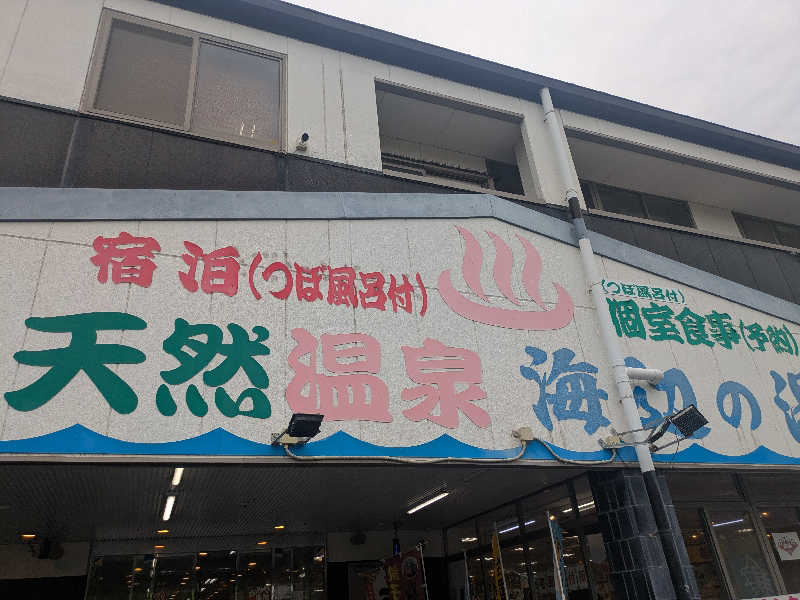 宿泊(つぼ風呂付)
天然温泉
(つぼ風呂付)
個室食事(予約)
海辺の湯